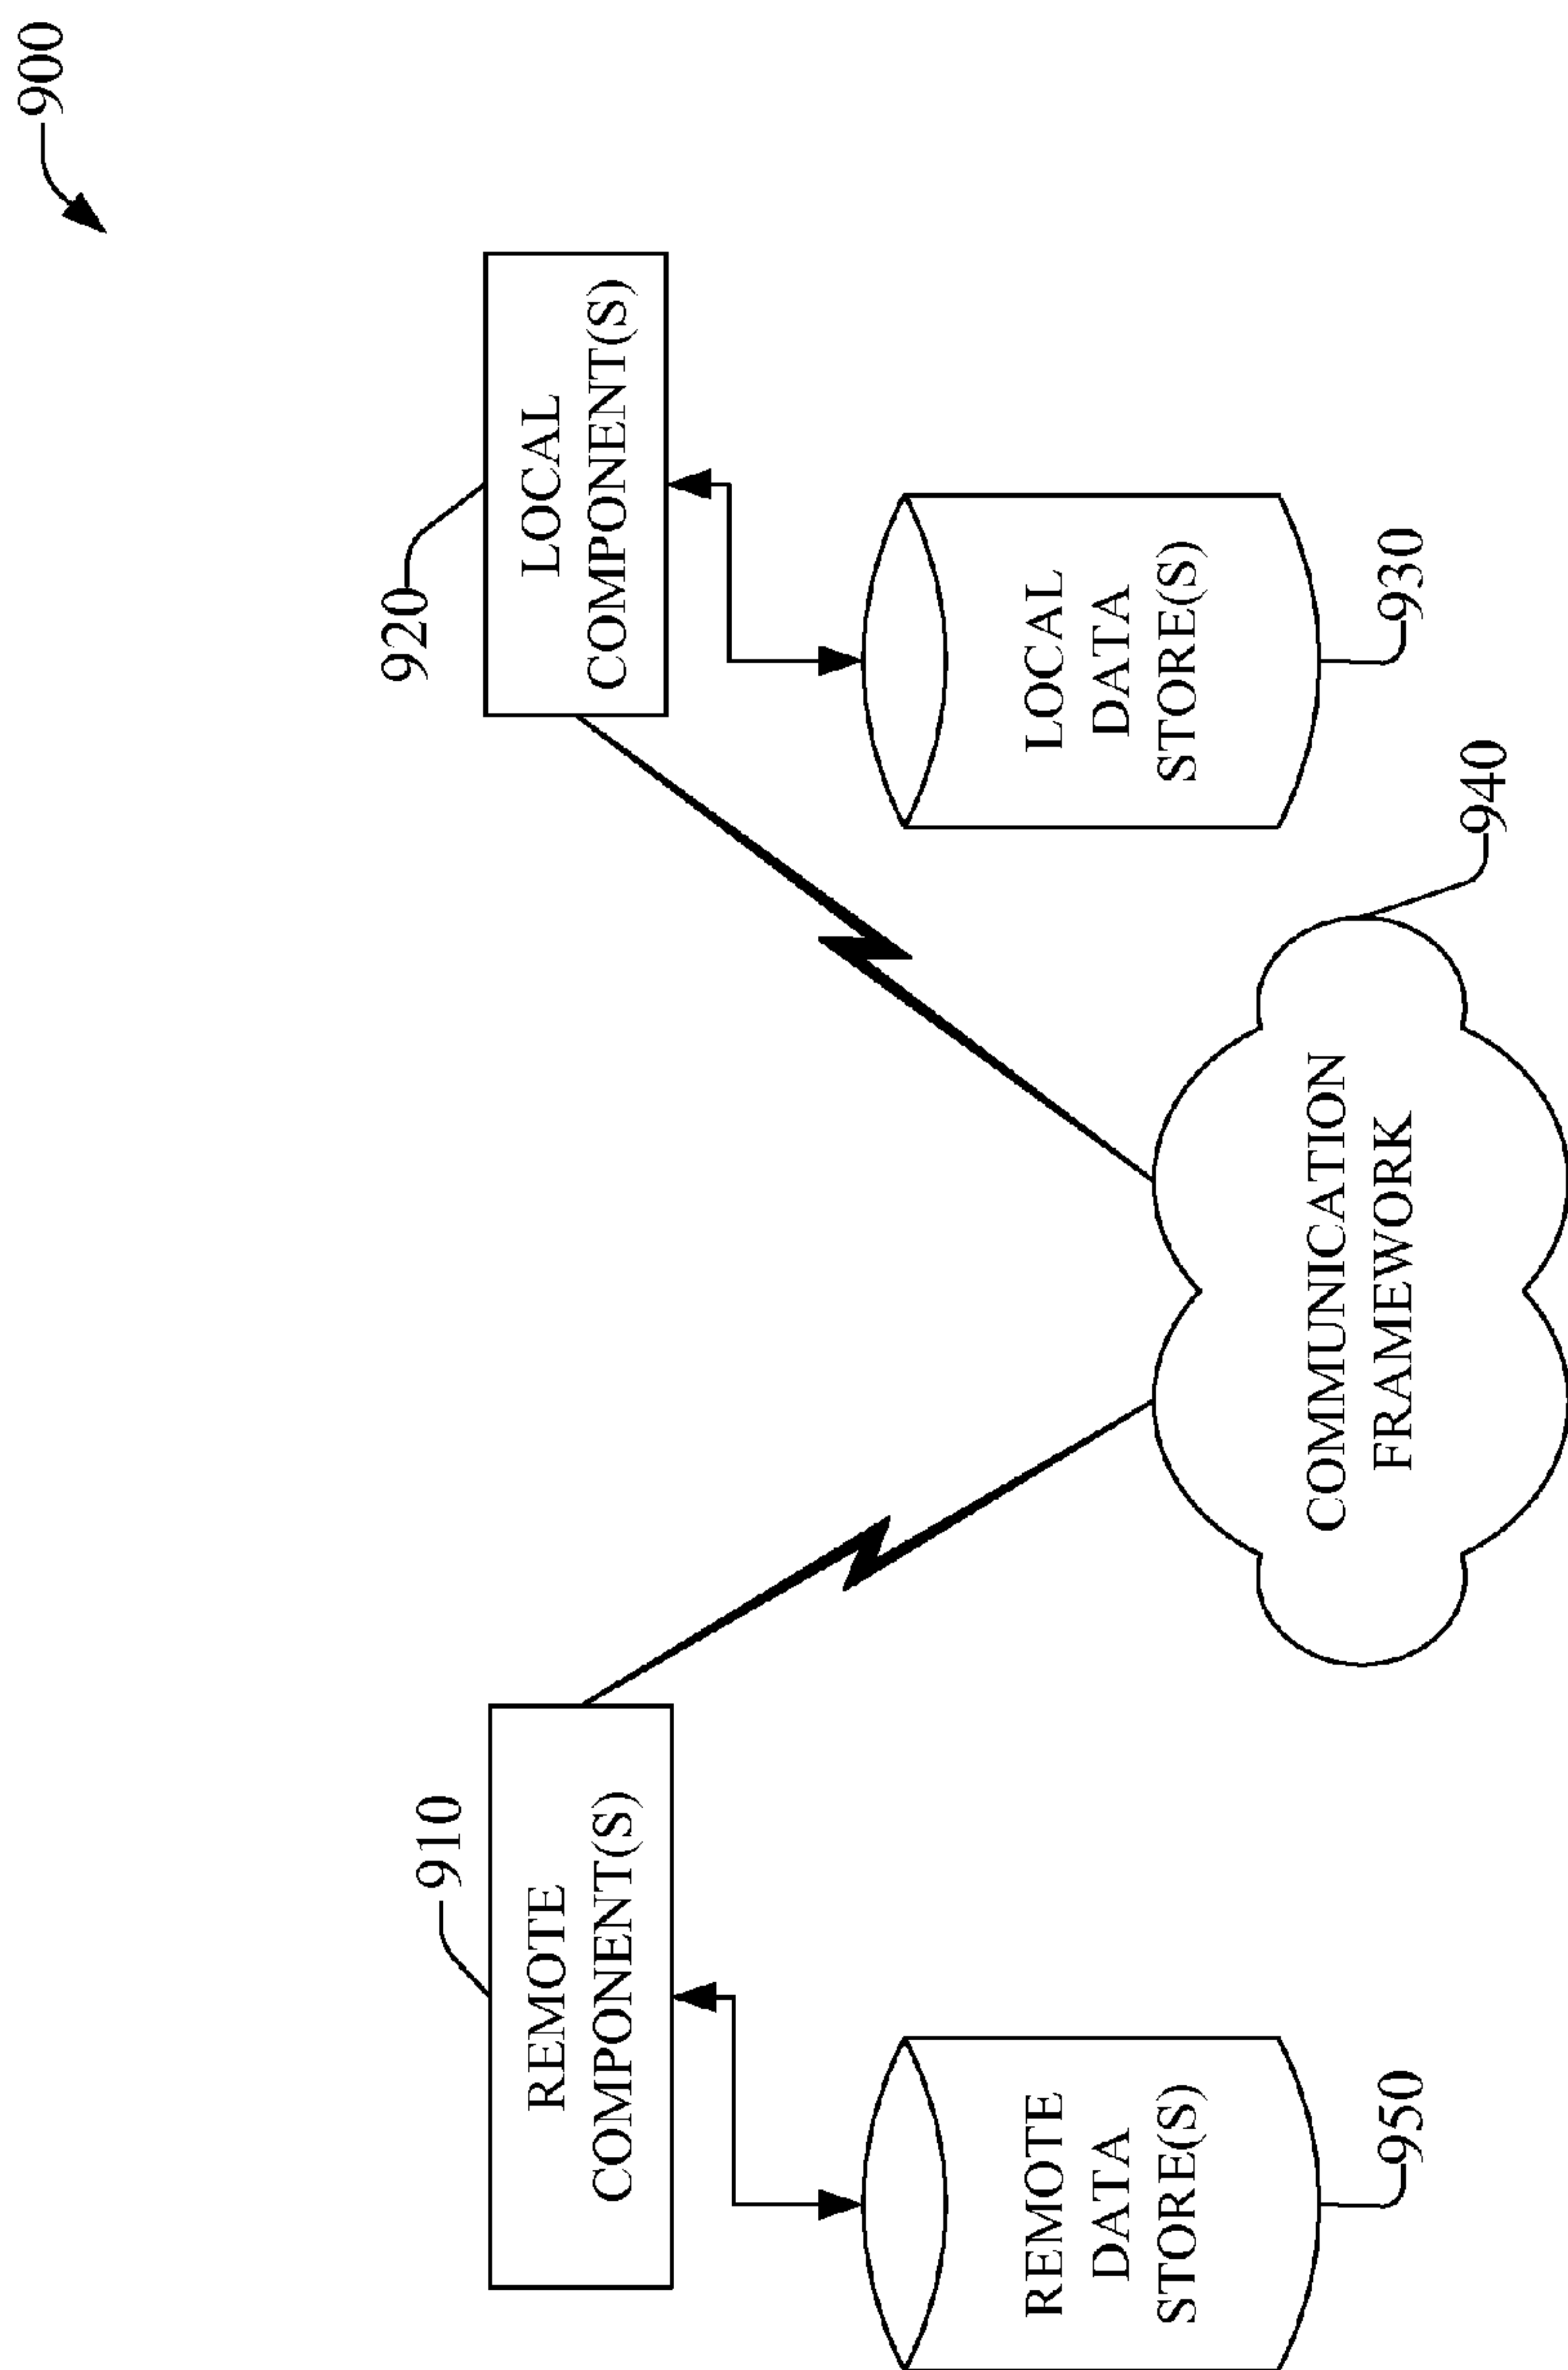 900
910
REMOTE
COMPONENT(S)
920
LOCAL
COMPONENT(S)
REMOTE
DATA
STORE(S)
950
COMMUNICATION
FRAMEWORK
940
LOCAL
DATA
STORE(S)
930